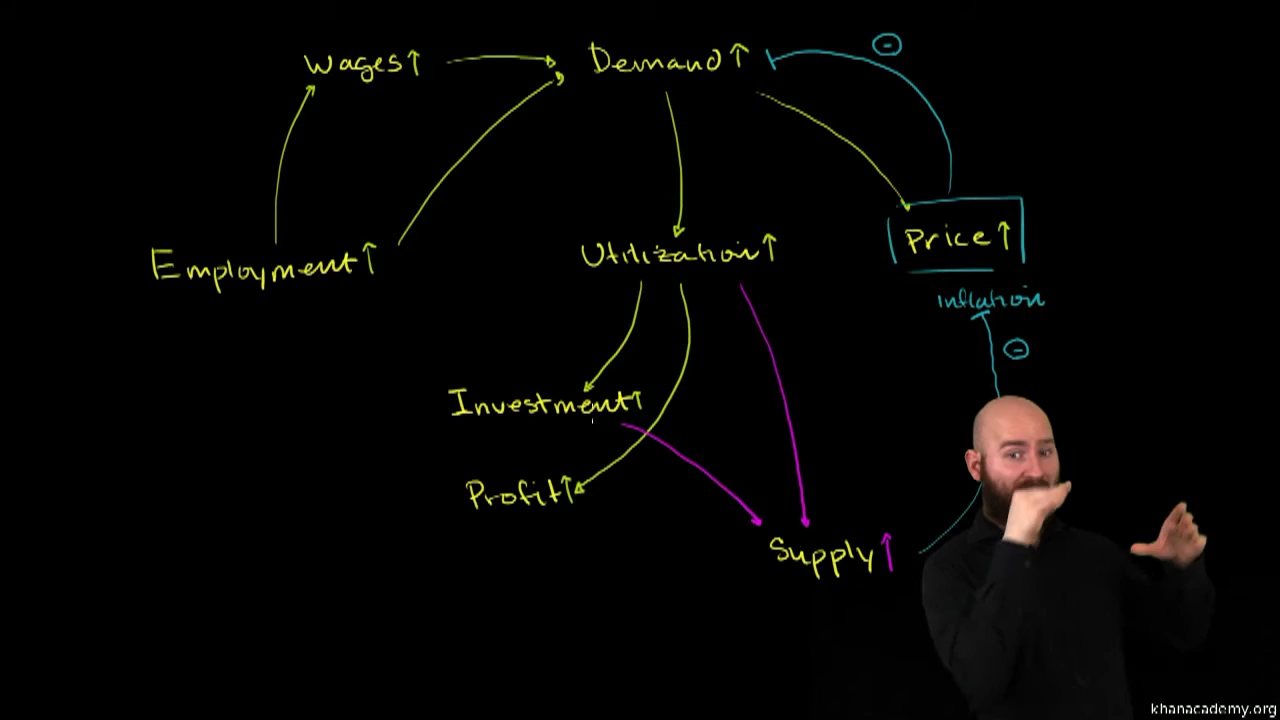 Wages↑
Demand↑
-
Employment↑
Utilization↑
Price↑
Inflation
-
Investment↑
Profit↑
Supply↑
khanacademy.org